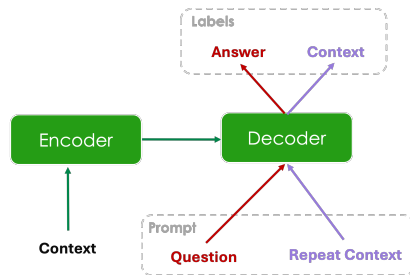 Labels
Answer Context
Encoder Decoder
Context
Prompt
Question Repeat Context